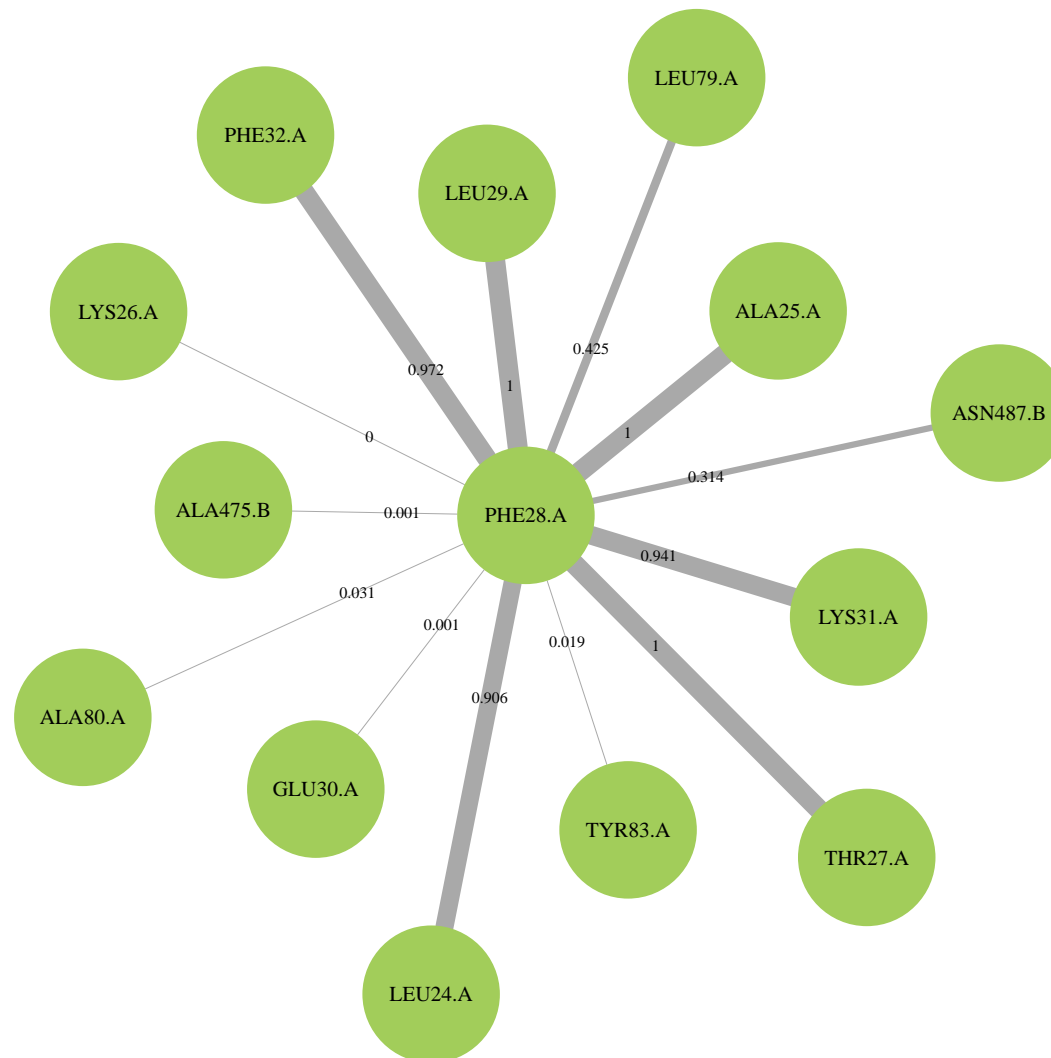 LEU79.A
PHE32.A
LEU29.A
LYS26.A
ALA25.A
0.425
0.972
1
ASN487.B
1
0
0.314
ALA475.B
0.001
PHE28.A
0.941
0.031
0.001
0.019
1
LYS31.A
0.906
ALA80.A
GLU30.A
TYR83.A
THR27.A
LEU24.A